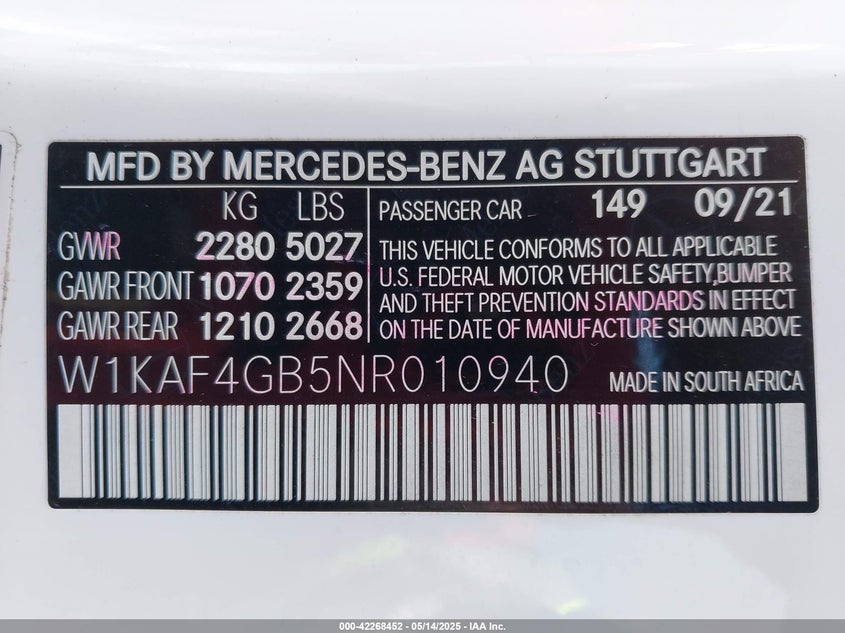 MFD BY MERCEDES-BENZ AG STUTTGART
KG LBS
GVWR 2280 5027
GAWR FRONT 1070 2359
GAWR REAR 1210 2668
PASSENGER CAR 149 09/21
THIS VEHICLE CONFORMS TO ALL APPLICABLE
U.S. FEDERAL MOTOR VEHICLE SAFETY,BUMPER
AND THEFT PREVENTION STANDARDS IN EFFECT
ON THE DATE OF MANUFACTURE SHOWN ABOVE
W1KAF4GB5NR010940 MADE IN SOUTH AFRICA
000-42268452 - 05/14/2025 - IAA Inc.